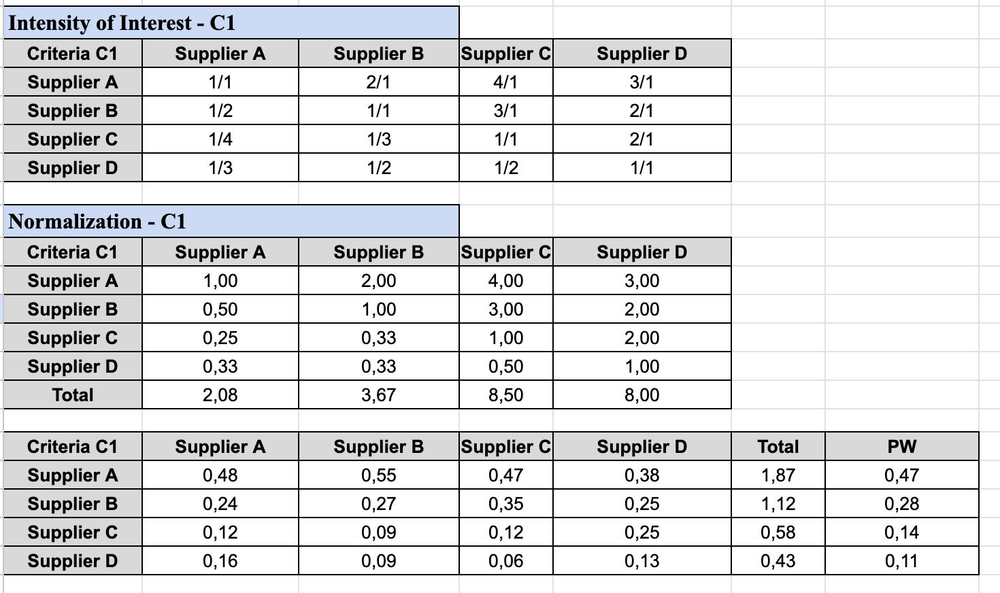 Intensity of Interest - C1
Criteria C1 Supplier A Supplier B Supplier C Supplier D
Supplier A 1/1 2/1 4/1 3/1
Supplier B 1/2 1/1 3/1 2/1
Supplier C 1/4 1/3 1/1 2/1
Supplier D 1/3 1/2 1/2 1/1
Normalization - C1
Criteria C1 Supplier A Supplier B Supplier C Supplier D
Supplier A 1,00 2,00 4,00 3,00
Supplier B 0,50 1,00 3,00 2,00
Supplier C 0,25 0,33 1,00 2,00
Supplier D 0,33 0,33 0,50 1,00
Total 2,08 3,67 8,50 8,00
Criteria C1 Supplier A Supplier B Supplier C Supplier D Total PW
Supplier A 0,48 0,55 0,47 0,38 1,87 0,47
Supplier B 0,24 0,27 0,35 0,25 1,12 0,28
Supplier C 0,12 0,09 0,12 0,25 0,58 0,14
Supplier D 0,16 0,09 0,06 0,13 0,43 0,11